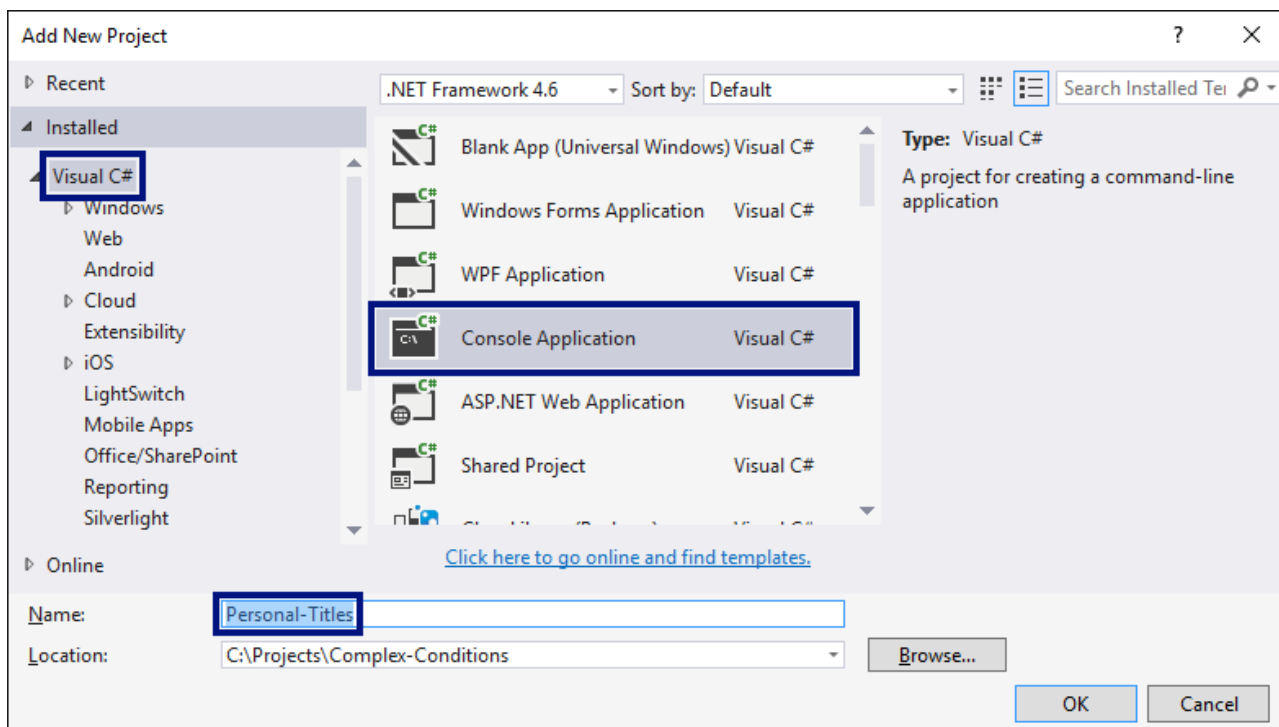 Add New Project
?
Recent
.NET Framework 4.6
Sort by:
Default
Search Installed Te
Installed
Visual C#
Windows
Web
Android
Cloud
Extensibility
iOS
LightSwitch
Mobile Apps
Office/SharePoint
Reporting
Silverlight
Online
C# Blank App (Universal Windows) Visual C#
C# Windows Forms Application Visual C#
C# WPF Application Visual C#
C# C:\ Console Application Visual C#
C# ASP.NET Web Application Visual C#
C# Shared Project Visual C#
Click here to go online and find templates.
Type: Visual C#
A project for creating a command-line
application
Name: Personal-Titles
Location: C:\Projects\Complex-Conditions
Browse...
OK
Cancel